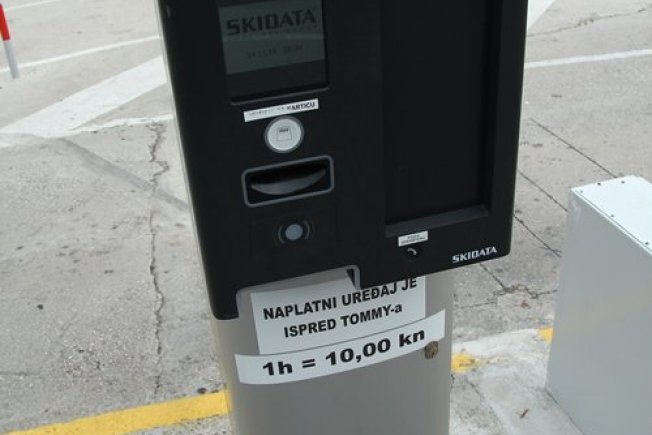 SKIDATA
KARTICU
SKIDATA
NAPLATNI UREĐAJ JE
ISPRED TOMMY-a
1h = 10,00 kn